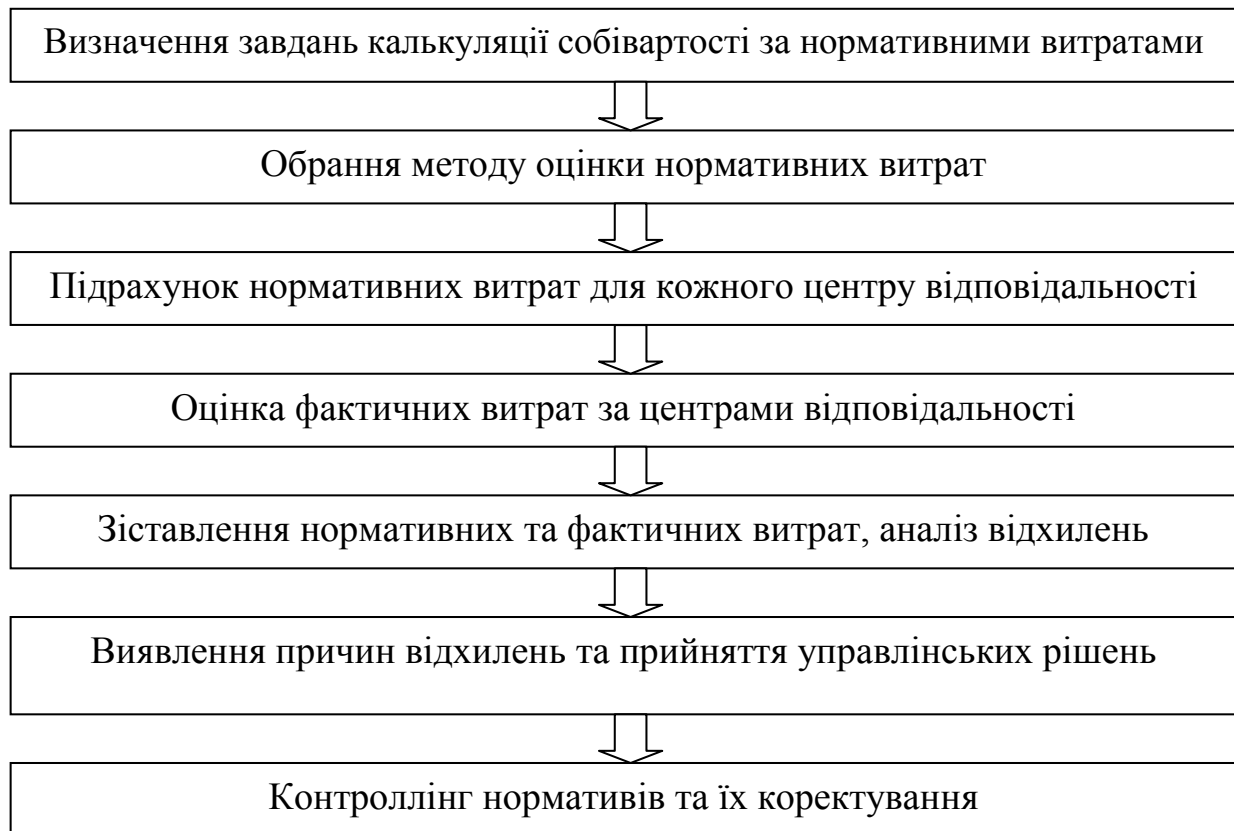 Визначення завдань калькуляції собівартості за нормативними витратами
Обрання методу оцінки нормативних витрат
Підрахунок нормативних витрат для кожного центру відповідальності
Оцінка фактичних витрат за центрами відповідальності
Зіставлення нормативних та фактичних витрат, аналіз відхилень
Виявлення причин відхилень та прийняття управлінських рішень
Контроллінг нормативів та їх коректування